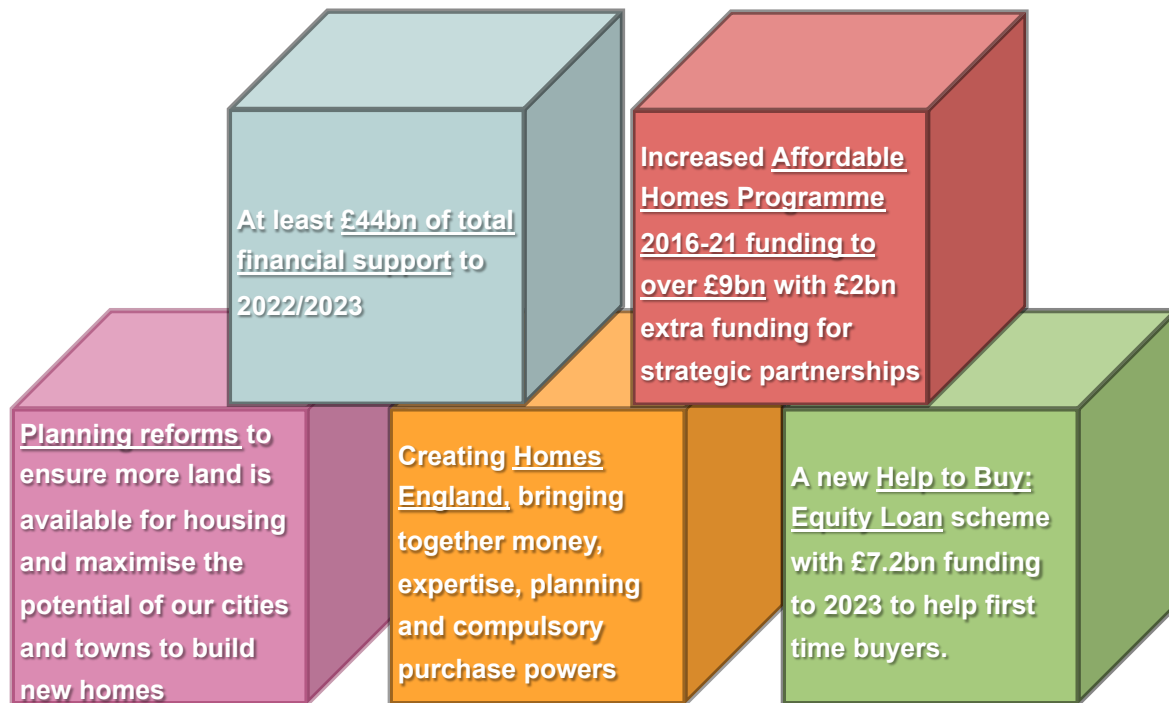 At least £44bn of total
financial support to
2022/2023
Increased Affordable
Homes Programme
2016-21 funding to
over £9bn with £2bn
extra funding for
strategic partnerships
Planning reforms to
ensure more land is
available for housing
and maximise the
potential of our cities
and towns to build
new homes
Creating Homes
England, bringing
together money,
expertise, planning
and compulsory
purchase powers
A new Help to Buy:
Equity Loan scheme
with £7.2bn funding
to 2023 to help first
time buyers.